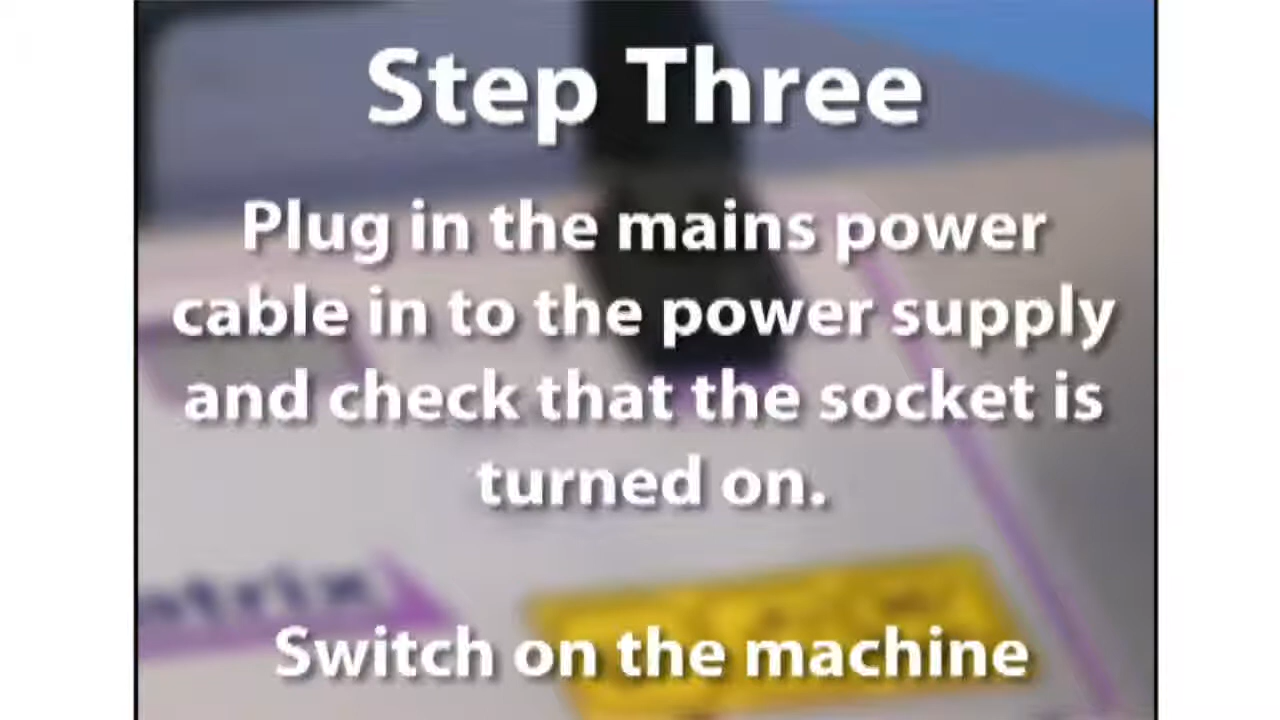 Step Three
Plug in the mains power
cable in to the power supply
and check that the socket is
turned on.
Switch on the machine